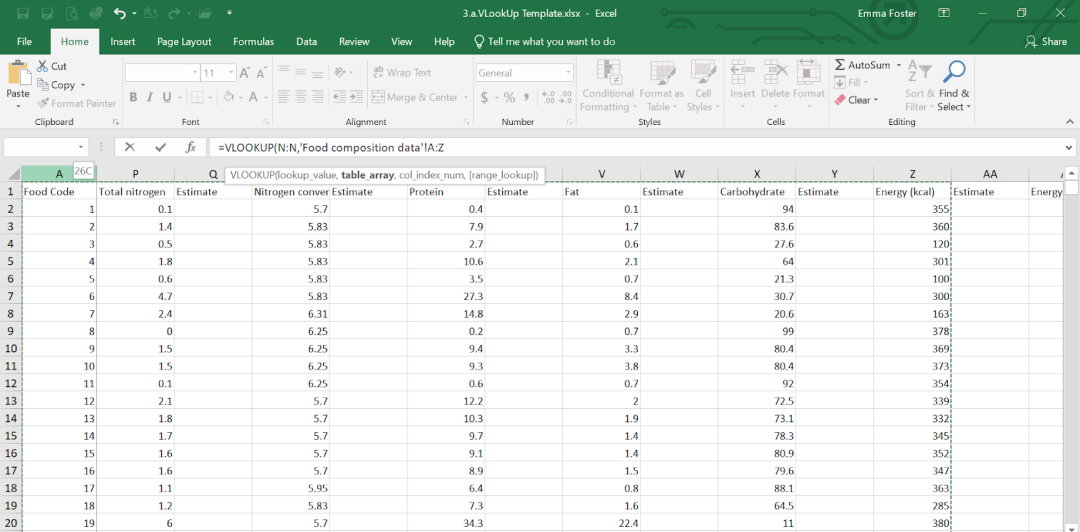 3.a.VLookUp Template.xlsx - Excel
Emma Foster
File Home Insert Page Layout Formulas Data Review View Help Tell me what you want to do Share
Paste
Cut
Copy
Format Painter
Clipboard
11 A A
B I U A
Font
ab Wrap Text
Merge & Center
Alignment
General
$ % ,
Number
Conditional Formatting
Format as Table
Cell Styles
Styles
Insert Delete Format
Cells
AutoSum
Fill
Clear
Sort & Filter
Find & Select
Editing
fx =VLOOKUP(N:N,'Food composition data'!A:Z
VLOOKUP(lookup_value, table_array, col_index_num, [range_lookup])
26C
A P Q V W X Y Z AA
1 Food Code Total nitrogen Estimate Nitrogen conver Estimate Protein Estimate Fat Estimate Carbohydrate Estimate Energy (kcal) Estimate Energy
2 1 0.1 5.7 0.4 0.1 94 355
3 2 1.4 5.83 7.9 1.7 83.6 360
4 3 0.5 5.83 2.7 0.6 27.6 120
5 4 1.8 5.83 10.6 2.1 64 301
6 5 0.6 5.83 3.5 0.7 21.3 100
7 6 4.7 5.83 27.3 8.4 30.7 300
8 7 2.4 6.31 14.8 2.9 20.6 163
9 8 0 6.25 0.2 0.7 99 378
10 9 1.5 6.25 9.4 3.3 80.4 369
11 10 1.5 6.25 9.3 3.8 80.4 373
12 11 0.1 6.25 0.6 0.7 92 354
13 12 2.1 5.7 12.2 2 72.5 339
14 13 1.8 5.7 10.3 1.9 73.1 332
15 14 1.7 5.7 9.7 1.4 78.3 345
16 15 1.6 5.7 9.1 1.4 80.9 352
17 16 1.6 5.7 8.9 1.5 79.6 347
18 17 1.1 5.95 6.4 0.8 88.1 363
19 18 1.2 5.83 7.3 1.6 64.5 285
20 19 6 5.7 34.3 22.4 11 380